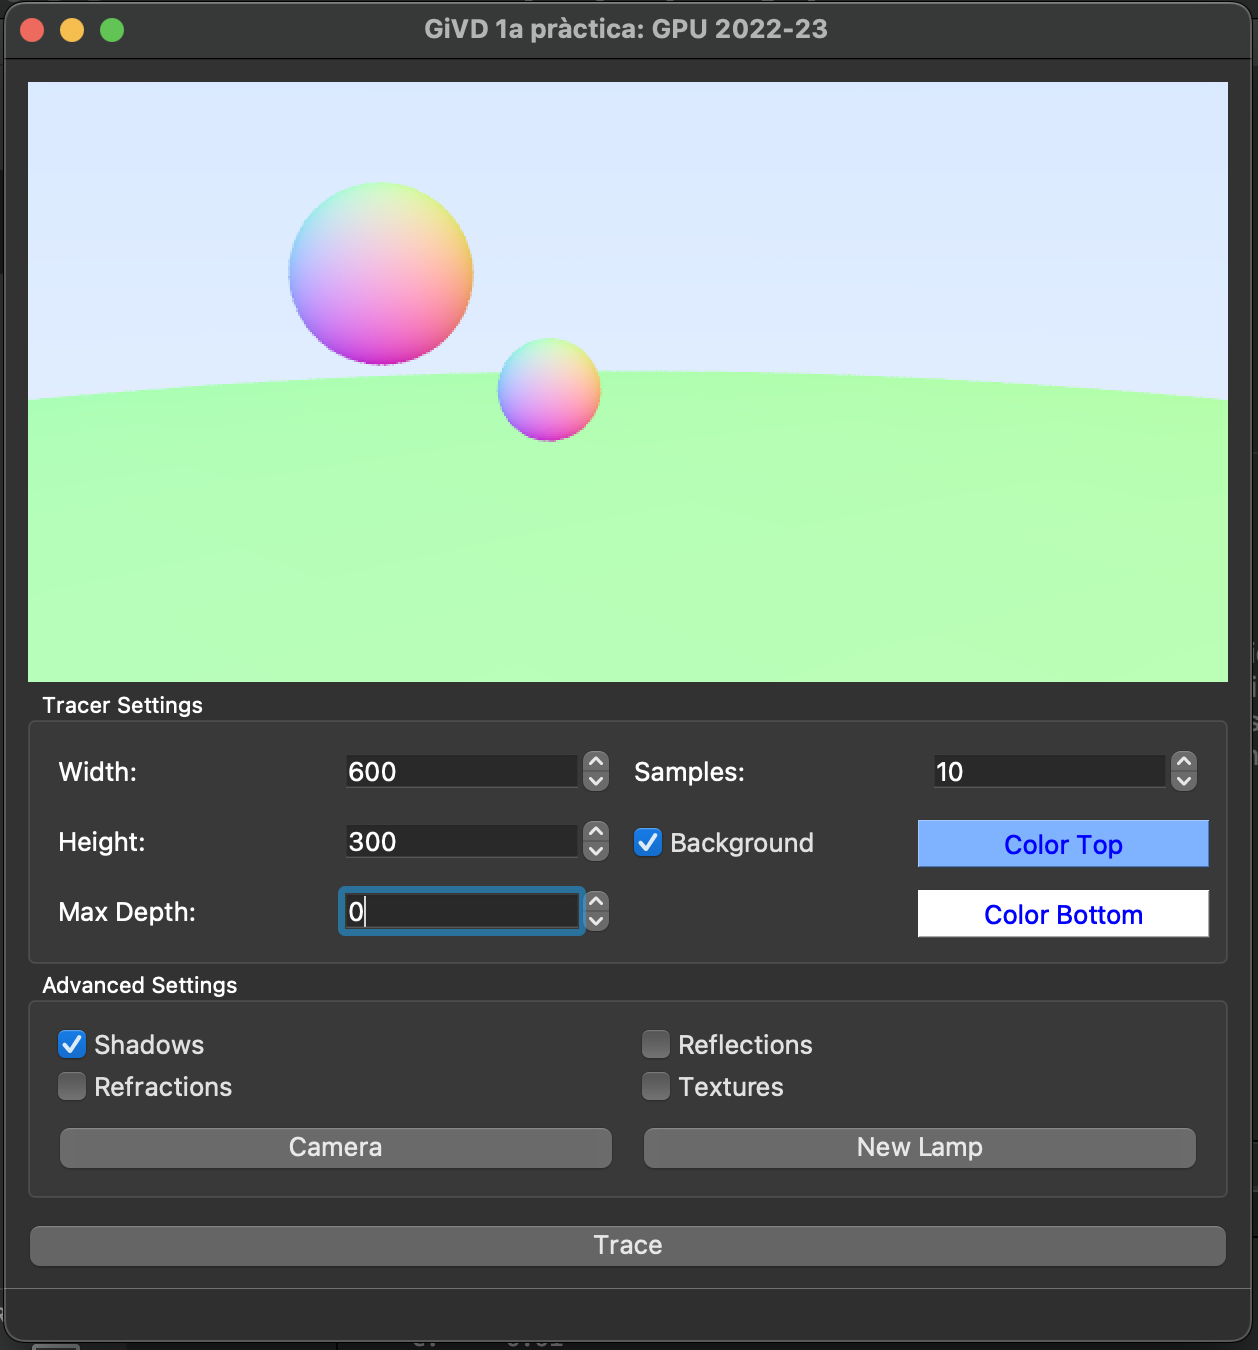 GiVD 1a pràctica: GPU 2022-23
Tracer Settings
Width: 600 Samples: 10
Height: 300 Background Color Top
Max Depth: 0 Color Bottom
Advanced Settings
Shadows Reflections
Refractions Textures
Camera New Lamp
Trace